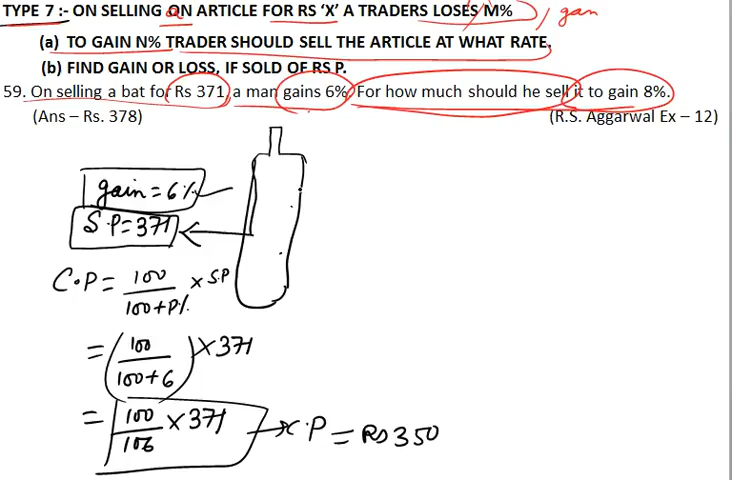 TYPE 7 :- ON SELLING AN ARTICLE FOR RS 'X' A TRADERS LOSES/M% / gain
(a) TO GAIN N% TRADER SHOULD SELL THE ARTICLE AT WHAT RATE.
(b) FIND GAIN OR LOSS, IF SOLD OF RS P.
59. On selling a bat for Rs 371, a man gains 6%. For how much should he sell it to gain 8%.
(Ans – Rs. 378) (R.S. Aggarwal Ex – 12)
gain = 6%
S.P = 371
C.P = 100 / 100+P% × S.P
= (100 / 100+6) × 371
= 100 / 106 × 371 → C.P = Rs 350